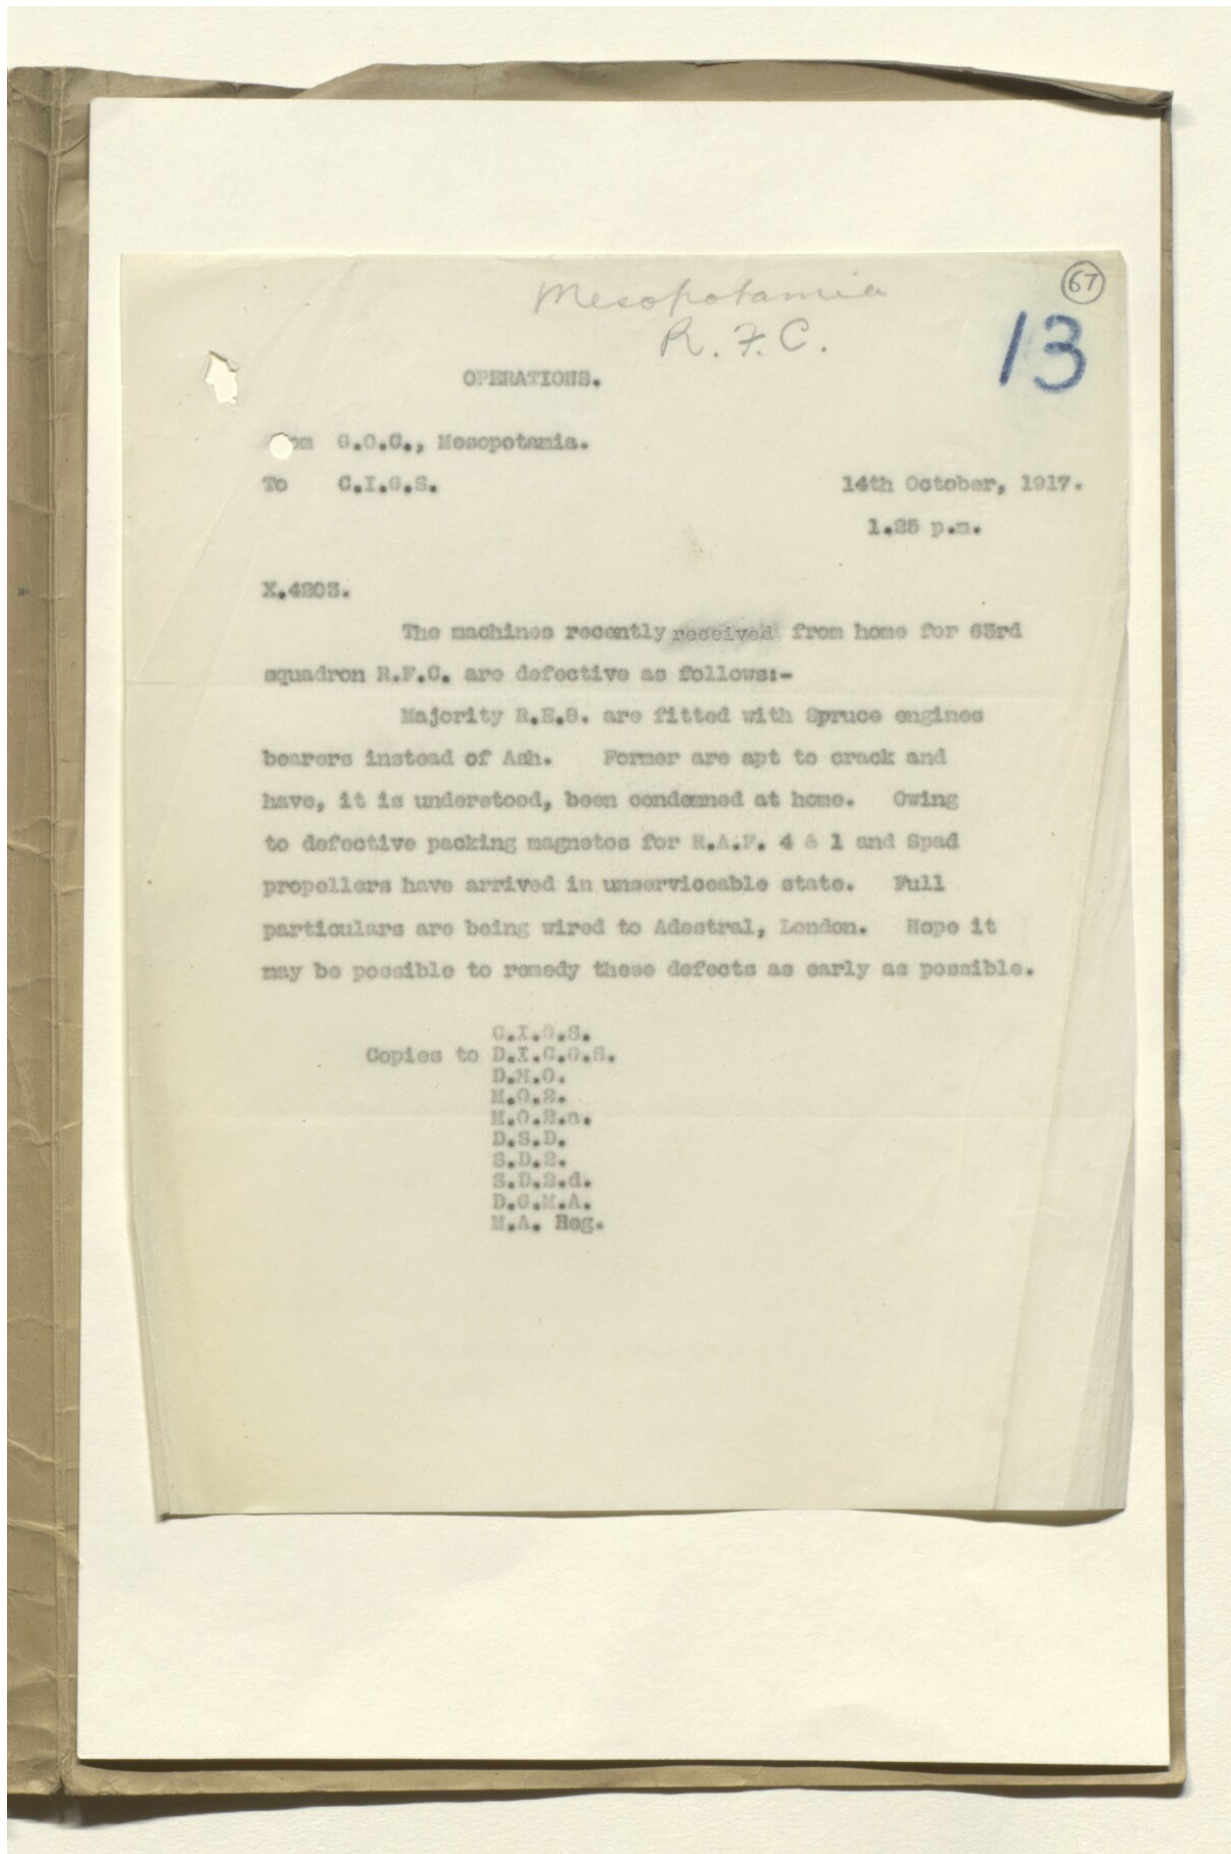 Mesopotamia
67
R.F.C.
13
OPERATIONS.
From G.O.C., Mesopotamia.
To C.I.G.S. 14th October, 1917.
1.25 p.m.
X.4203.
The machines recently received from home for 63rd
squadron R.F.C. are defective as follows:-
Majority R.E.8. are fitted with Spruce engines
bearers instead of Ash. Former are apt to crack and
have, it is understood, been condemned at home. Owing
to defective packing magnetos for R.A.F. 4 & 1 and Spad
propellers have arrived in unserviceable state. Full
particulars are being wired to Adestral, London. Hope it
may be possible to remedy these defects as early as possible.
C.I.G.S.
Copies to D.I.C.G.S.
D.M.O.
M.O.2.
M.O.2.a.
D.S.D.
S.D.2.
S.D.2.d.
D.G.M.A.
M.A. Reg.